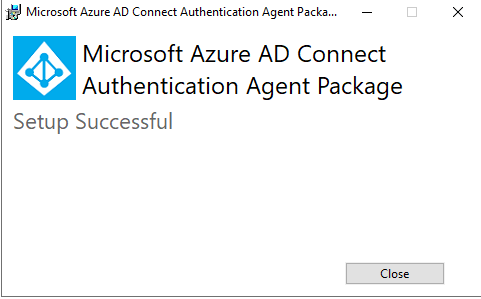 Microsoft Azure AD Connect Authentication Agent Packa...
Microsoft Azure AD Connect
Authentication Agent Package
Setup Successful
Close